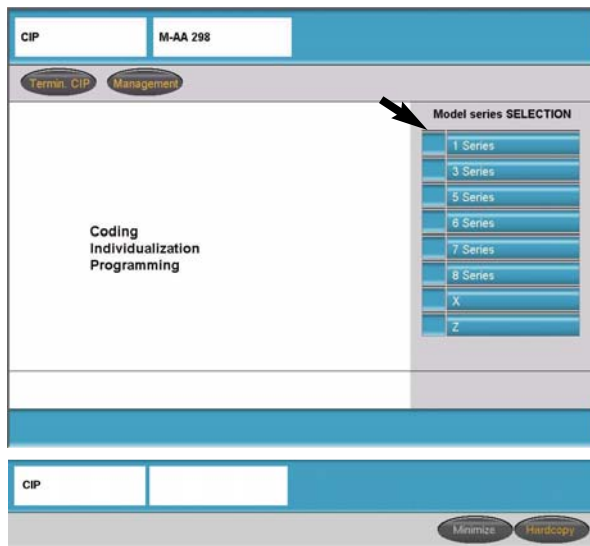 CIP
M-AA 298
Termin. CIP
Management
Model series SELECTION
1 Series
3 Series
5 Series
6 Series
7 Series
8 Series
X
Z
Coding
Individualization
Programming
CIP
Minimize
Hardcopy